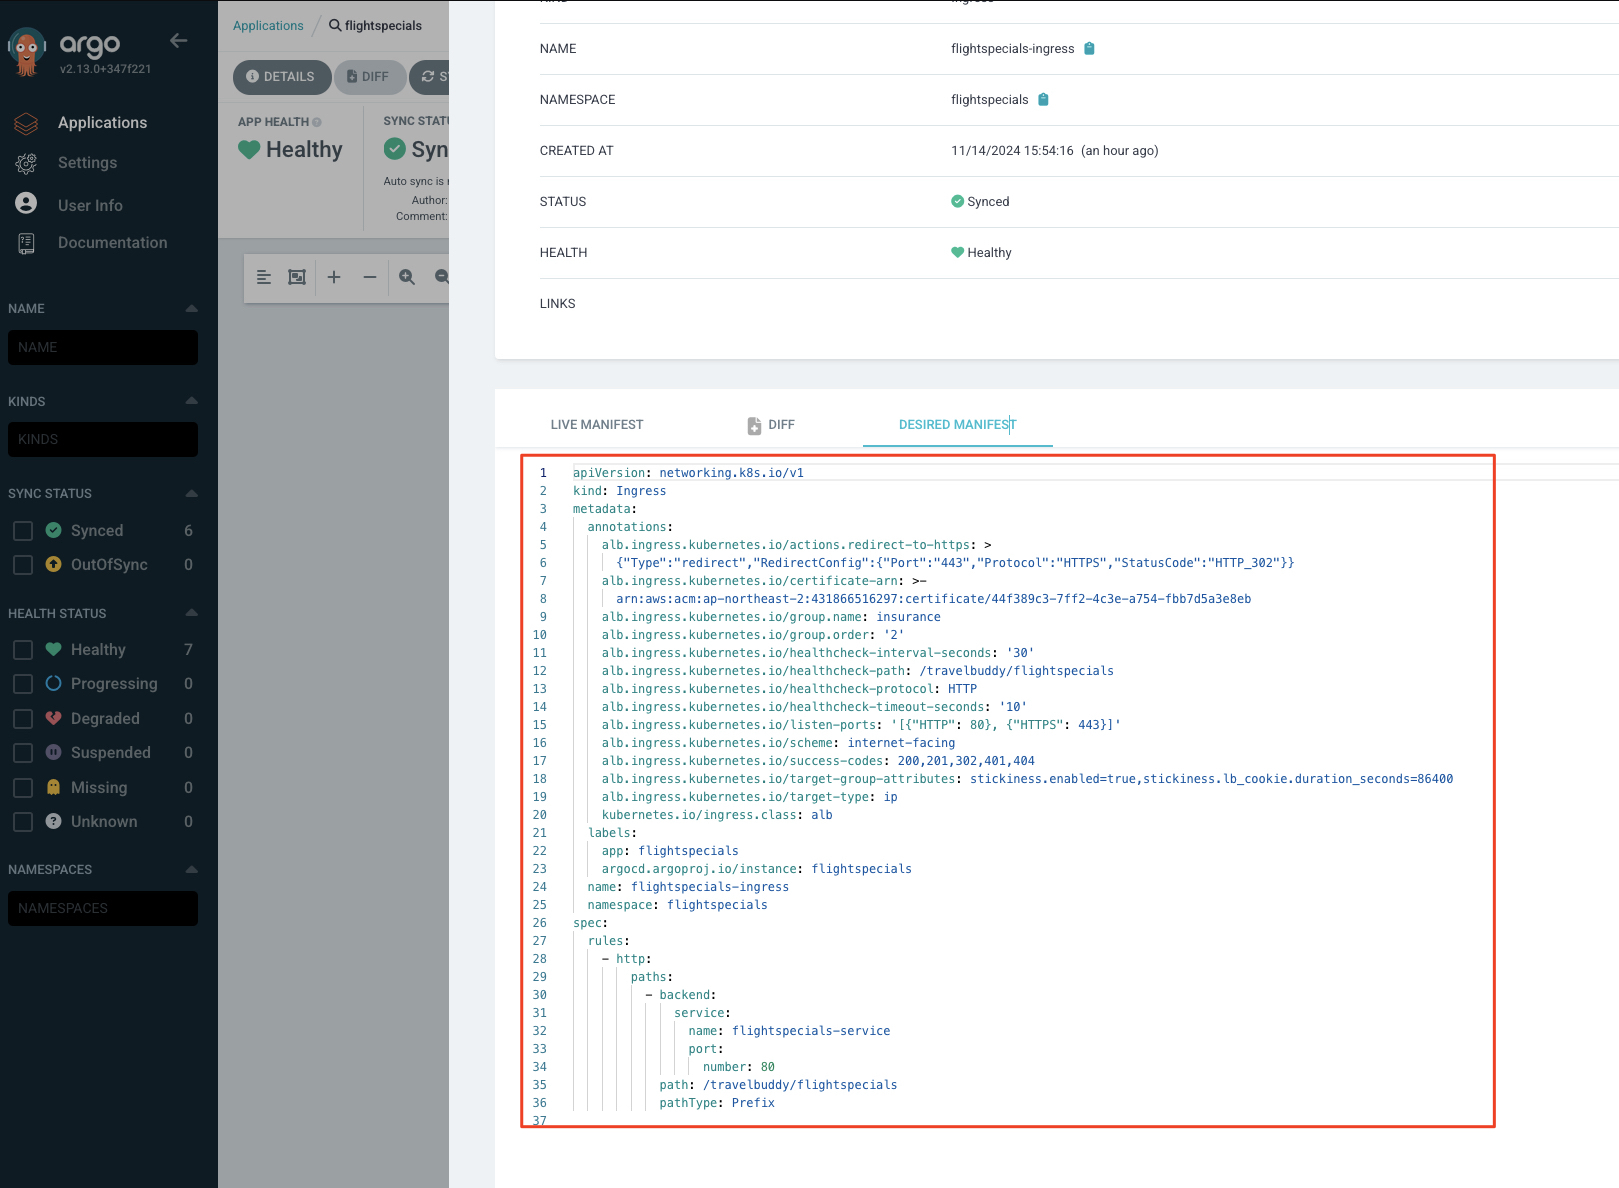 argo
v2.13.0+347f221
Applications
Settings
User Info
Documentation
NAME
NAME
KINDS
KINDS
SYNC STATUS
Synced 6
OutOfSync 2
HEALTH STATUS
Healthy 7
Progressing 0
Degraded 0
Suspended 0
Missing 0
Unknown 0
NAMESPACES
NAMESPACES
Applications / flightspecials
DETAILS DIFF S
APP HEALTH
Healthy
SYNC STATU
Syn
Auto sync is
Author:
Comment:
NAME flightspecials-ingress
NAMESPACE flightspecials
CREATED AT 11/14/2024 15:54:16 (an hour ago)
STATUS Synced
HEALTH Healthy
LINKS
LIVE MANIFEST DIFF DESIRED MANIFEST
1 apiVersion: networking.k8s.io/v1
2 kind: Ingress
3 metadata:
4 annotations:
5 alb.ingress.kubernetes.io/actions.redirect-to-https: >
6 {"Type":"redirect","RedirectConfig":{"Port":"443","Protocol":"HTTPS","StatusCode":"HTTP_302"}}
7 alb.ingress.kubernetes.io/certificate-arn: >-
8 arn:aws:acm:ap-northeast-2:431866516297:certificate/44f389c3-7ff2-4c3e-a754-fbb7d5a3e8eb
9 alb.ingress.kubernetes.io/group.name: insurance
10 alb.ingress.kubernetes.io/group.order: '2'
11 alb.ingress.kubernetes.io/healthcheck-interval-seconds: '30'
12 alb.ingress.kubernetes.io/healthcheck-path: /travelbuddy/flightspecials
13 alb.ingress.kubernetes.io/healthcheck-protocol: HTTP
14 alb.ingress.kubernetes.io/healthcheck-timeout-seconds: '10'
15 alb.ingress.kubernetes.io/listen-ports: '[{"HTTP": 80}, {"HTTPS": 443}]'
16 alb.ingress.kubernetes.io/scheme: internet-facing
17 alb.ingress.kubernetes.io/success-codes: 200,201,302,401,404
18 alb.ingress.kubernetes.io/target-group-attributes: stickiness.enabled=true,stickiness.lb_cookie.duration_seconds=86400
19 alb.ingress.kubernetes.io/target-type: ip
20 kubernetes.io/ingress.class: alb
21 labels:
22 app: flightspecials
23 argocd.argoproj.io/instance: flightspecials
24 name: flightspecials-ingress
25 namespace: flightspecials
26 spec:
27 rules:
28 - http:
29 paths:
30 - backend:
31 service:
32 name: flightspecials-service
33 port:
34 number: 80
35 path: /travelbuddy/flightspecials
36 pathType: Prefix
37